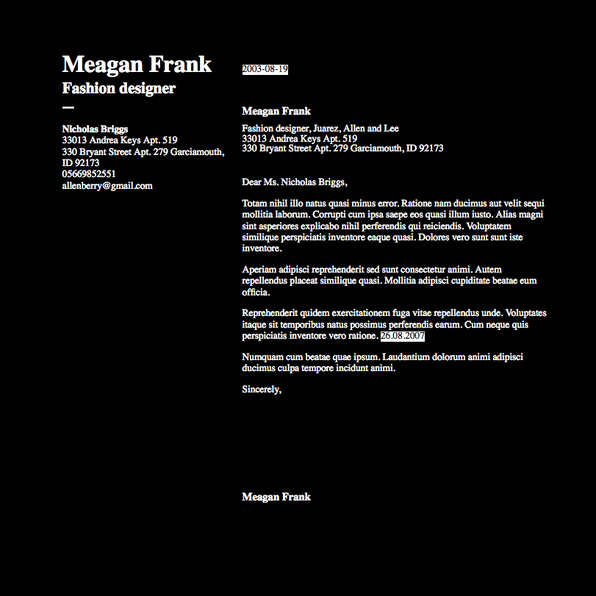 Meagan Frank
Fashion designer
Nicholas Briggs
33013 Andrea Keys Apt. 519
330 Bryant Street Apt. 279 Garciamouth,
ID 92173
05669852551
allenberry@gmail.com
2003-08-19
Meagan Frank
Fashion designer, Juarez, Allen and Lee
33013 Andrea Keys Apt. 519
330 Bryant Street Apt. 279 Garciamouth, ID 92173
Dear Ms. Nicholas Briggs,
Totam nihil illo natus quasi minus error. Ratione nam ducimus aut velit sequi
mollitia laborum. Corrupti cum ipsa saepe eos quasi illum iusto. Alias magni
sint asperiores explicabo nihil perferendis qui reiciendis. Voluptatem
similique perspiciatis inventore eaque quasi. Dolores vero sunt sunt iste
inventore.
Aperiam adipisci reprehenderit sed sunt consectetur animi. Autem
repellendus placeat similique quasi. Mollitia adipisci cupiditate beatae eum
officia.
Reprehenderit quidem exercitationem fuga vitae repellendus unde. Voluptates
itaque sit temporibus natus possimus perferendis earum. Cum neque quis
perspiciatis inventore vero ratione. 26.08.2007
Numquam cum beatae quae ipsum. Laudantium dolorum animi adipisci
ducimus culpa tempore incidunt animi.
Sincerely,
Meagan Frank